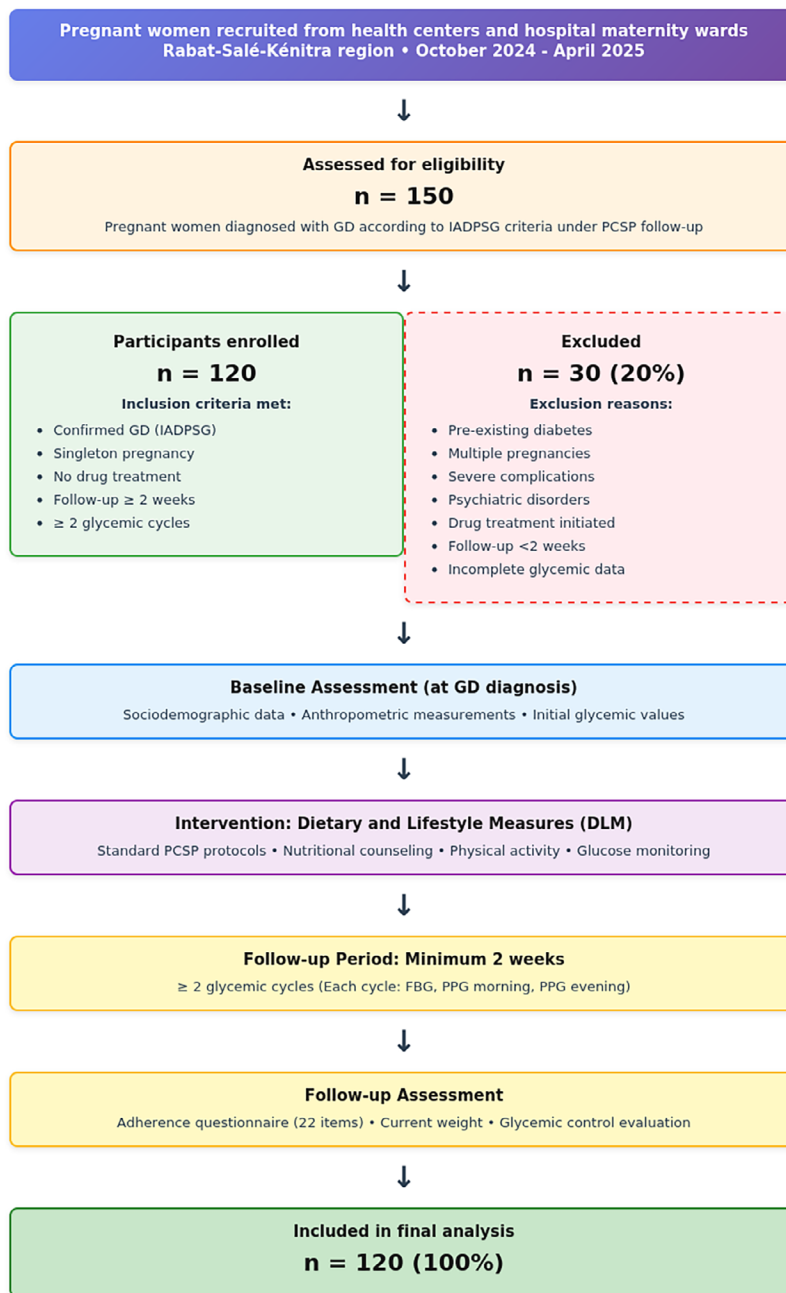 Pregnant women recruited from health centers and hospital maternity wards
Rabat-Salé-Kénitra region • October 2024 - April 2025
↓
Assessed for eligibility
n = 150
Pregnant women diagnosed with GD according to IADPSG criteria under PCSP follow-up
↓
Participants enrolled
n = 120
Inclusion criteria met:
• Confirmed GD (IADPSG)
• Singleton pregnancy
• No drug treatment
• Follow-up ≥ 2 weeks
• ≥ 2 glycemic cycles
Excluded
n = 30 (20%)
Exclusion reasons:
• Pre-existing diabetes
• Multiple pregnancies
• Severe complications
• Psychiatric disorders
• Drug treatment initiated
• Follow-up <2 weeks
• Incomplete glycemic data
↓
Baseline Assessment (at GD diagnosis)
Sociodemographic data • Anthropometric measurements • Initial glycemic values
↓
Intervention: Dietary and Lifestyle Measures (DLM)
Standard PCSP protocols • Nutritional counseling • Physical activity • Glucose monitoring
↓
Follow-up Period: Minimum 2 weeks
≥ 2 glycemic cycles (Each cycle: FBG, PPG morning, PPG evening)
↓
Follow-up Assessment
Adherence questionnaire (22 items) • Current weight • Glycemic control evaluation
↓
Included in final analysis
n = 120 (100%)